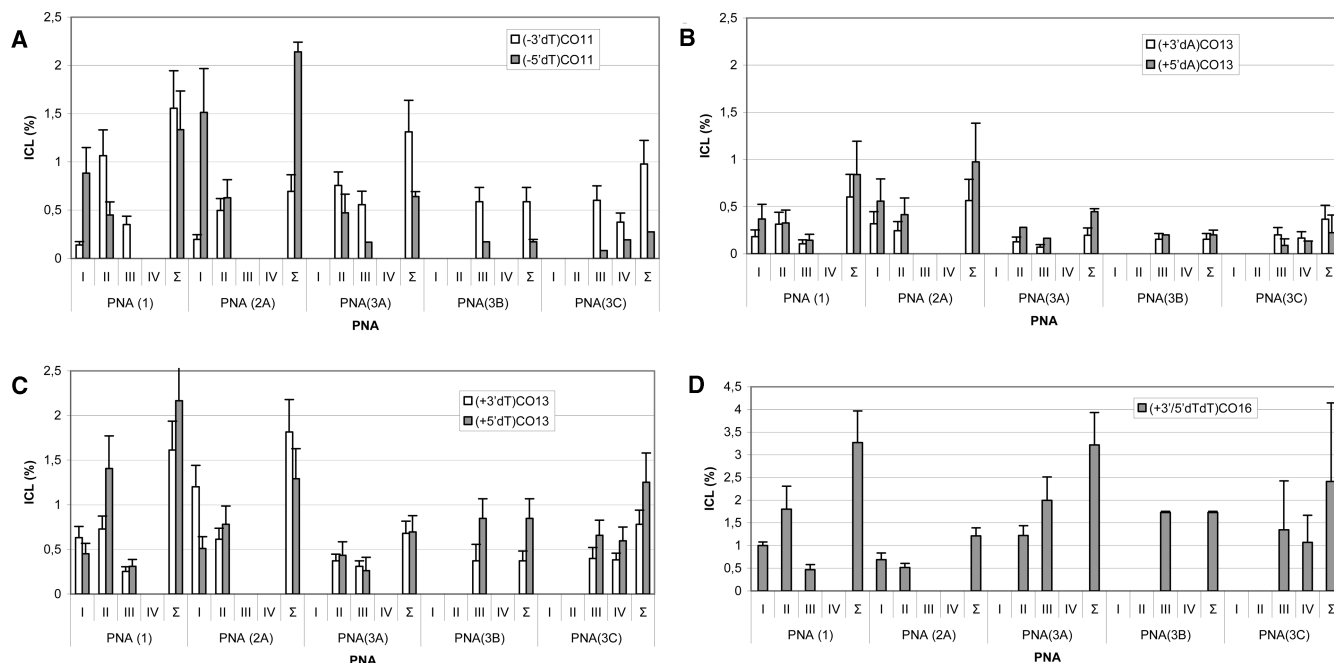 A
ICL (%)
2,5
2
1,5
1
0,5
0
(-3'dT)CO11
(-5'dT)CO11
I II III IV Σ I II III IV Σ I II III IV Σ I II III IV Σ I II III IV Σ
PNA (1) PNA (2A) PNA(3A) PNA(3B) PNA(3C)
PNA
B
ICL (%)
2,5
2
1,5
1
0,5
0
(+3'dA)CO13
(+5'dA)CO13
I II III IV Σ I II III IV Σ I II III IV Σ I II III IV Σ I II III IV Σ
PNA (1) PNA (2A) PNA(3A) PNA(3B) PNA(3C)
PNA
C
ICL (%)
2,5
2
1,5
1
0,5
0
(+3'dT)CO13
(+5'dT)CO13
I II III IV Σ I II III IV Σ I II III IV Σ I II III IV Σ I II III IV Σ
PNA (1) PNA (2A) PNA(3A) PNA(3B) PNA(3C)
PNA
D
ICL (%)
4,5
4
3,5
3
2,5
2
1,5
1
0,5
0
(+3'/5'dTdT)CO16
I II III IV Σ I II III IV Σ I II III IV Σ I II III IV Σ I II III IV Σ
PNA (1) PNA (2A) PNA(3A) PNA(3B) PNA(3C)
PNA